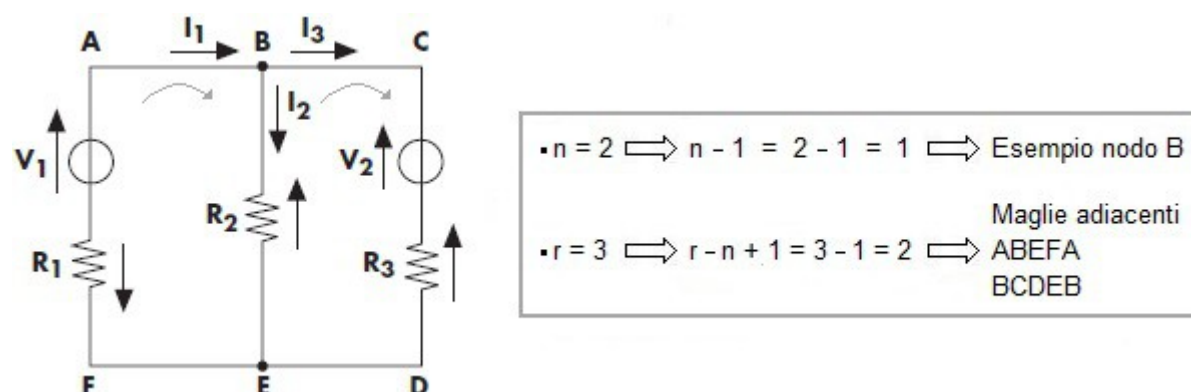 I1 I3
A B C
I2
V1 V2
R2
R1 R3
F E D
▪ n = 2 ⇨ n - 1 = 2 - 1 = 1 ⇨ Esempio nodo B
Maglie adiacenti
▪ r = 3 ⇨ r - n + 1 = 3 - 1 = 2 ⇨ ABEFA
BCDEB